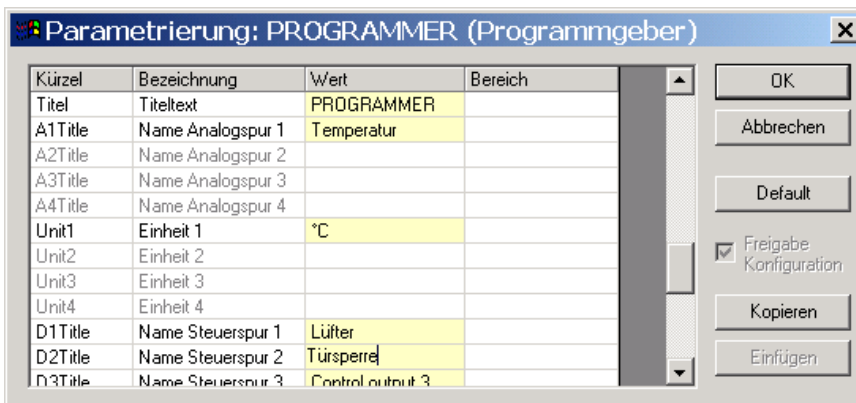 Parametrierung: PROGRAMMER (Programmgeber)
Kürzel Bezeichnung Wert Bereich
Titel Titeltext PROGRAMMER
A1Title Name Analogspur 1 Temperatur
A2Title Name Analogspur 2
A3Title Name Analogspur 3
A4Title Name Analogspur 4
Unit1 Einheit 1 °C
Unit2 Einheit 2
Unit3 Einheit 3
Unit4 Einheit 4
D1Title Name Steuerspur 1 Lüfter
D2Title Name Steuerspur 2 Türsperre
D3Title Name Steuerspur 3 Control output 3
OK
Abbrechen
Default
Freigabe
Konfiguration
Kopieren
Einfügen